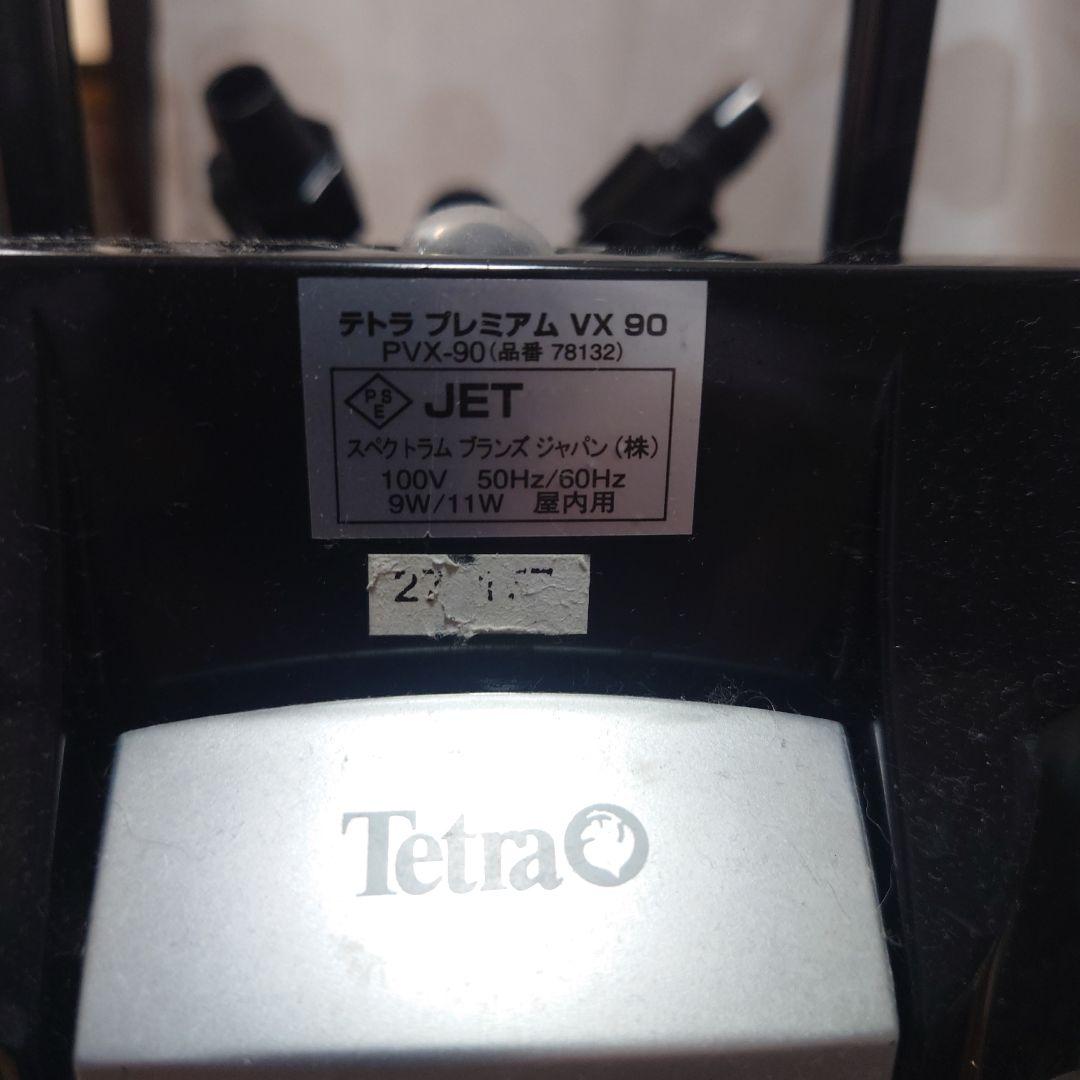 テトラ プレミアム VX 90
PVX-90(品番 78132)
PSE JET
スペクトラム ブランズ ジャパン(株)
100V 50Hz/60Hz
9W/11W 屋内用
27
Tetra